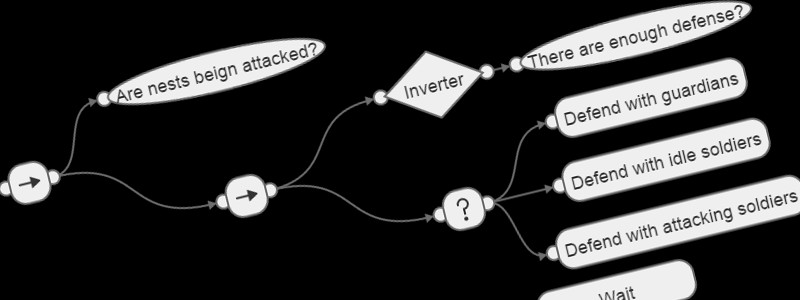 Are nests beign attacked?
Inverter
There are enough defense?
Defend with guardians
?
Defend with idle soldiers
Defend with attacking soldiers
Wait